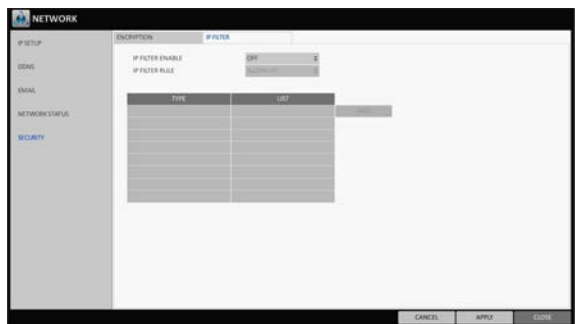 NETWORK
IP SETUP
DDNS
EMAIL
NETWORK STATUS
SECURITY
ENCRYPTION IP FILTER
IP FILTER ENABLE OFF
IP FILTER RULE
TYPE LIST
CANCEL APPLY CLOSE